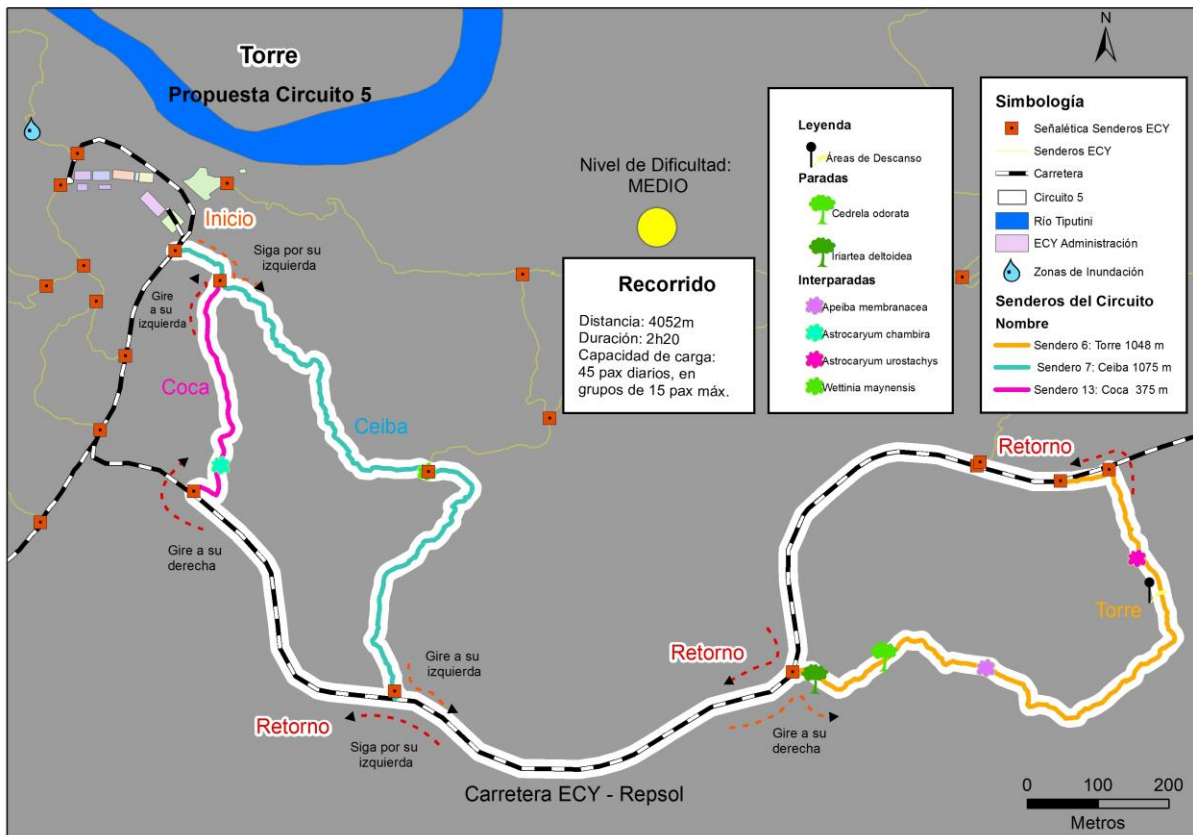 Torre
Propuesta Circuito 5
N
Nivel de Dificultad:
MEDIO
Recorrido
Distancia: 4052m
Duración: 2h20
Capacidad de carga:
45 pax diarios, en
grupos de 15 pax máx.
Leyenda
Áreas de Descanso
Paradas
Cedrela odorata
Iriartea deltoidea
Interparadas
Apeiba membranacea
Astrocaryum chambira
Astrocaryum urostachys
Wettinia maynensis
Simbología
Señalética Senderos ECY
Senderos ECY
Carretera
Circuito 5
Río Tiputini
ECY Administración
Zonas de Inundación
Senderos del Circuito
Nombre
Sendero 6: Torre 1048 m
Sendero 7: Ceiba 1075 m
Sendero 13: Coca 375 m
Inicio
Siga por su
izquierda
Gire
a su
izquierda
Coca
Ceiba
Gire a su
derecha
Retorno
Torre
Gire a su
izquierda
Retorno
Retorno
Siga por su
izquierda
Gire a su
derecha
Carretera ECY - Repsol
0 100 200
Metros